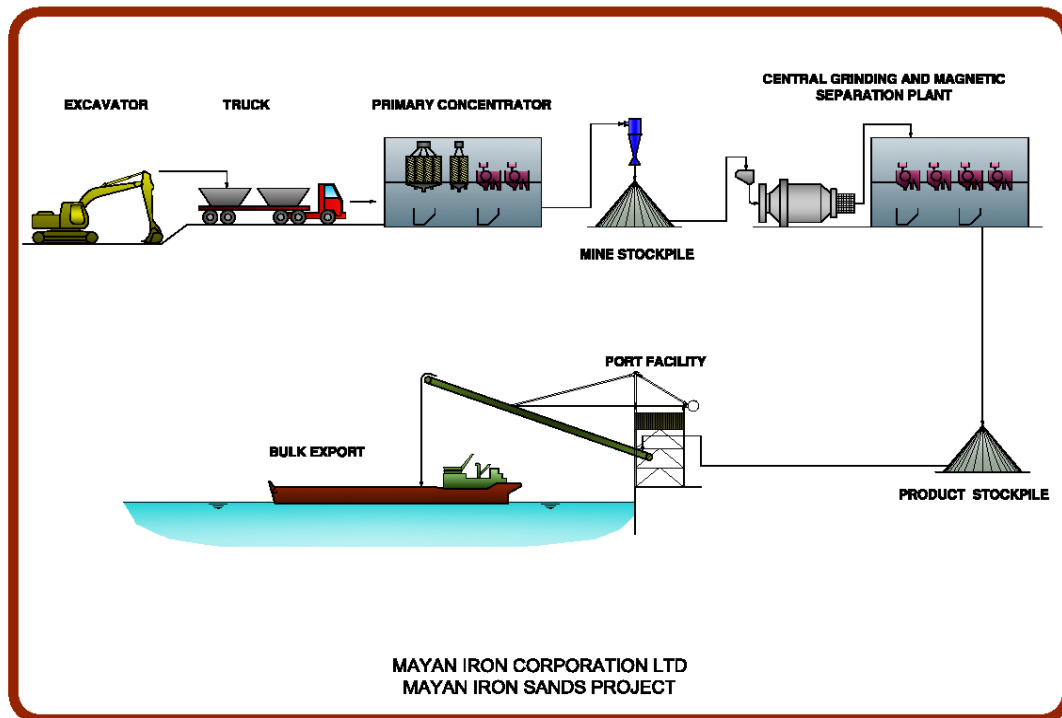 EXCAVATOR
TRUCK
PRIMARY CONCENTRATOR
CENTRAL GRINDING AND MAGNETIC
SEPARATION PLANT
MINE STOCKPILE
PORT FACILITY
BULK EXPORT
PRODUCT STOCKPILE
MAYAN IRON CORPORATION LTD
MAYAN IRON SANDS PROJECT